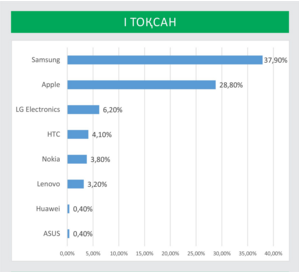 I ТОҚСАН
Samsung 37,90%
Apple 28,80%
LG Electronics 6,20%
HTC 4,10%
Nokia 3,80%
Lenovo 3,20%
Huawei 0,40%
ASUS 0,40%
0,00% 5,00% 10,00% 15,00% 20,00% 25,00% 30,00% 35,00% 40,00%